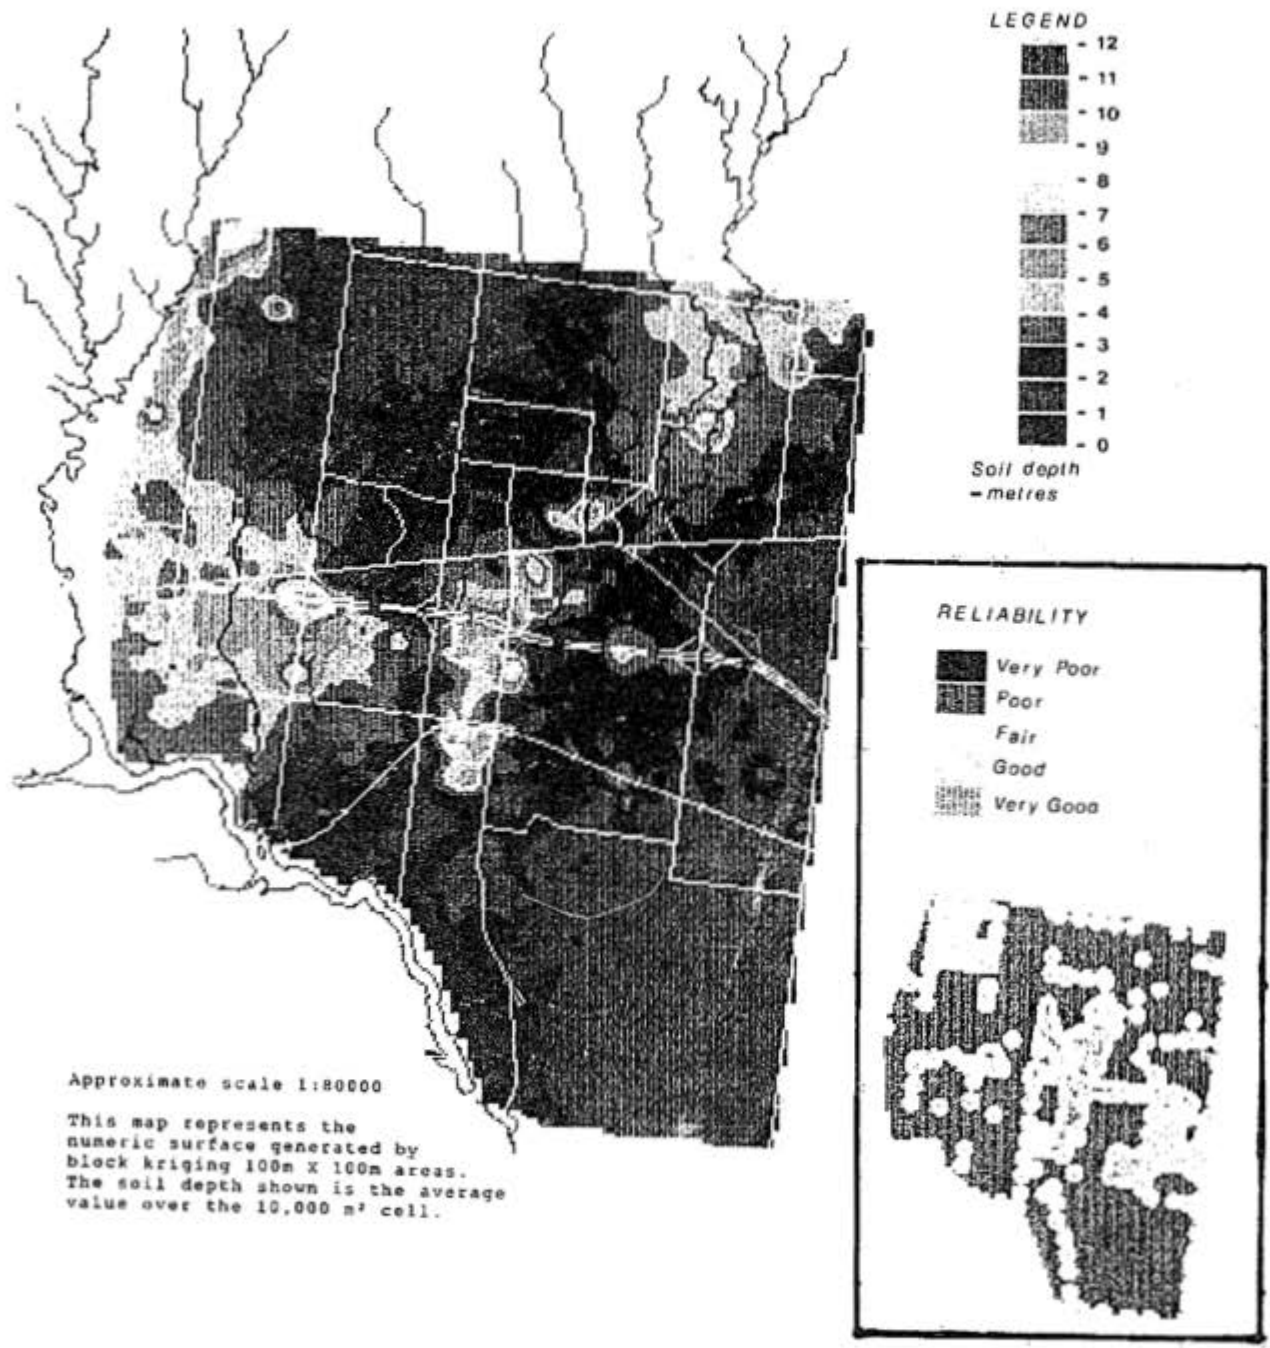 LEGEND
- 12
- 11
- 10
- 9
- 8
- 7
- 6
- 5
- 4
- 3
- 2
- 1
- 0
Soil depth
- metres
RELIABILITY
Very Poor
Poor
Fair
Good
Very Good
Approximate scale 1:80000
This map represents the
numeric surface generated by
block kriging 100m X 100m areas.
The soil depth shown is the average
value over the 10,000 m² cell.